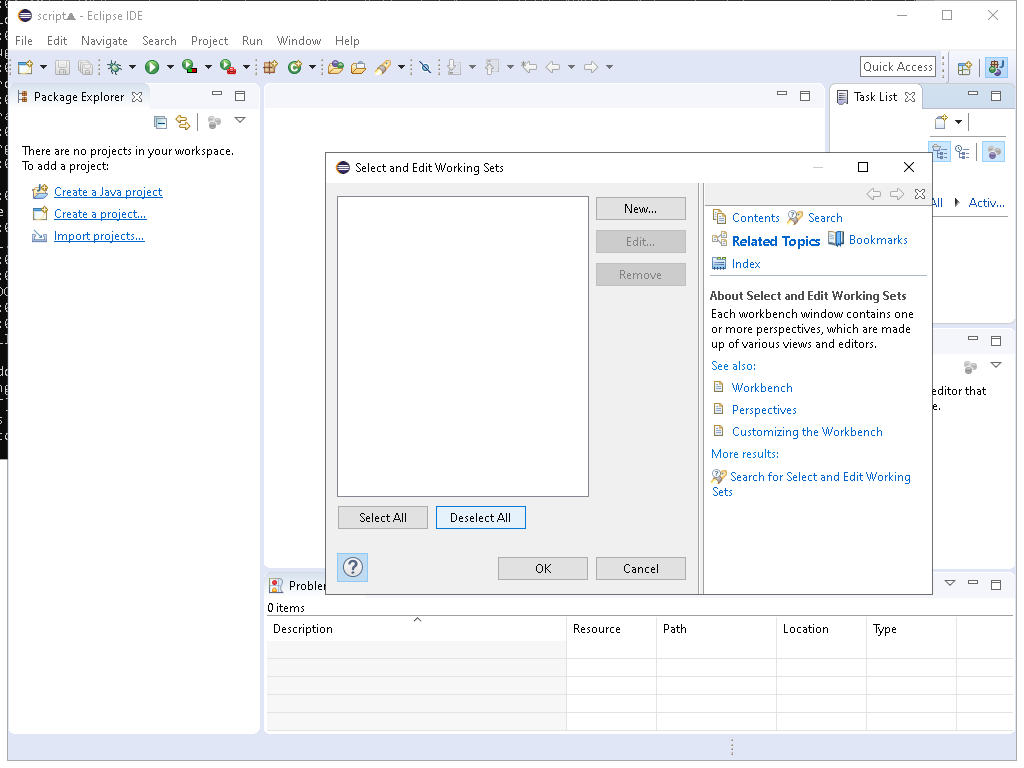 script▲ - Eclipse IDE
File Edit Navigate Search Project Run Window Help
Quick Access
Package Explorer
There are no projects in your workspace.
To add a project:
Create a Java project
Create a project...
Import projects...
Task List
All Activ...
editor that
e.
Select and Edit Working Sets
New...
Edit...
Remove
Select All Deselect All
OK Cancel
Contents Search
Related Topics Bookmarks
Index
About Select and Edit Working Sets
Each workbench window contains one
or more perspectives, which are made
up of various views and editors.
See also:
Workbench
Perspectives
Customizing the Workbench
More results:
Search for Select and Edit Working
Sets
Problem
0 items
Description Resource Path Location Type